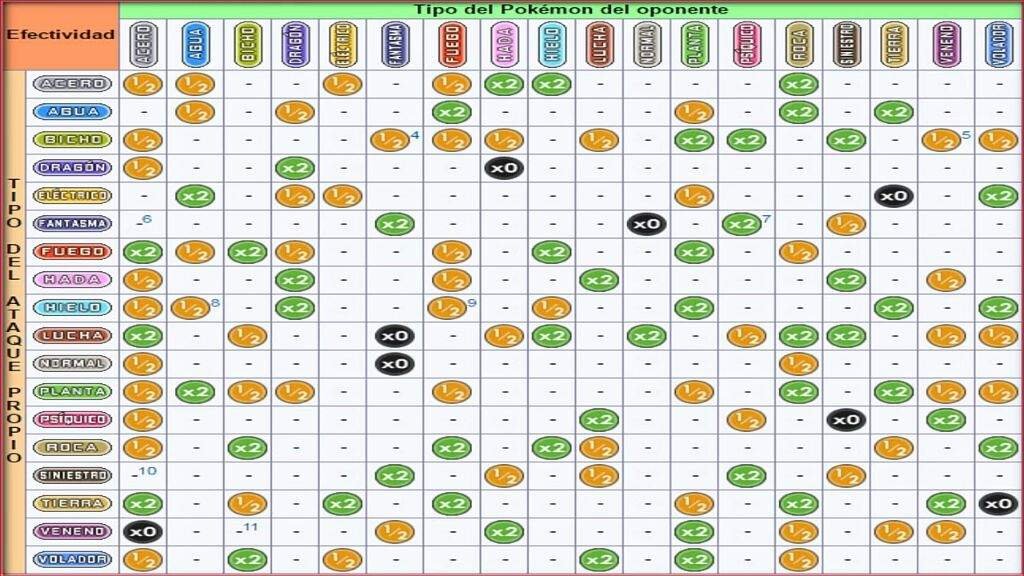 Tipo del Pokémon del oponente
Efectividad
ACERO AGUA BICHO DRAGÓN ELÉCTRICO FANTASMA FUEGO HADA HIELO LUCHA NORMAL PLANTA PSÍQUICO ROCA SINIESTRO TIERRA VENENO VOLADOR
TIPO DEL ATAQUE PROPIO
ACERO 1/2 1/2 - - 1/2 - 1/2 x2 x2 - - - - x2 - - - -
AGUA - 1/2 - 1/2 - - x2 - - - - 1/2 - x2 - x2 - -
BICHO 1/2 - - - - 1/2 4 1/2 1/2 - 1/2 - x2 x2 - x2 - 1/2 5 1/2
DRAGÓN 1/2 - - x2 - - - x0 - - - - - - - - - -
ELÉCTRICO - x2 - 1/2 1/2 - - - - - - 1/2 - - - x0 - x2
FANTASMA - 6 - - - - x2 - - - - x0 - x2 7 - 1/2 - - -
FUEGO x2 1/2 x2 1/2 - - 1/2 - x2 - - x2 - 1/2 - - - -
HADA 1/2 - - x2 - - 1/2 - - x2 - - - - x2 - 1/2 -
HIELO 1/2 1/2 8 - x2 - - 1/2 9 - 1/2 - - x2 - - - x2 - x2
LUCHA x2 - 1/2 - - x0 - 1/2 x2 - x2 - 1/2 x2 x2 - 1/2 1/2
NORMAL 1/2 - - - - x0 - - - - - - - 1/2 - - - -
PLANTA 1/2 x2 1/2 1/2 - - 1/2 - - - - 1/2 - x2 - x2 1/2 1/2
PSÍQUICO 1/2 - - - - - - - - x2 - - 1/2 - x0 - x2 -
ROCA 1/2 - x2 - - - x2 - x2 1/2 - - - - - 1/2 - x2
SINIESTRO - 10 - - - - x2 - 1/2 - 1/2 - - x2 - 1/2 - - -
TIERRA x2 - 1/2 - x2 - x2 - - - - 1/2 - x2 - - x2 x0
VENENO x0 - - 11 - - 1/2 - x2 - - - x2 - 1/2 - 1/2 1/2 -
VOLADOR 1/2 - x2 - 1/2 - - - - x2 - x2 - 1/2 - - - -